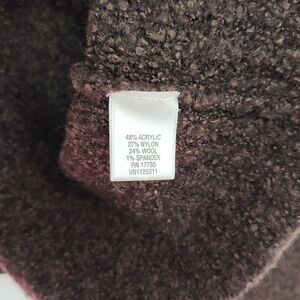 48% ACRYLIC
27% NYLON
24% WOOL
1% SPANDEX
RN 17730
VN1125311